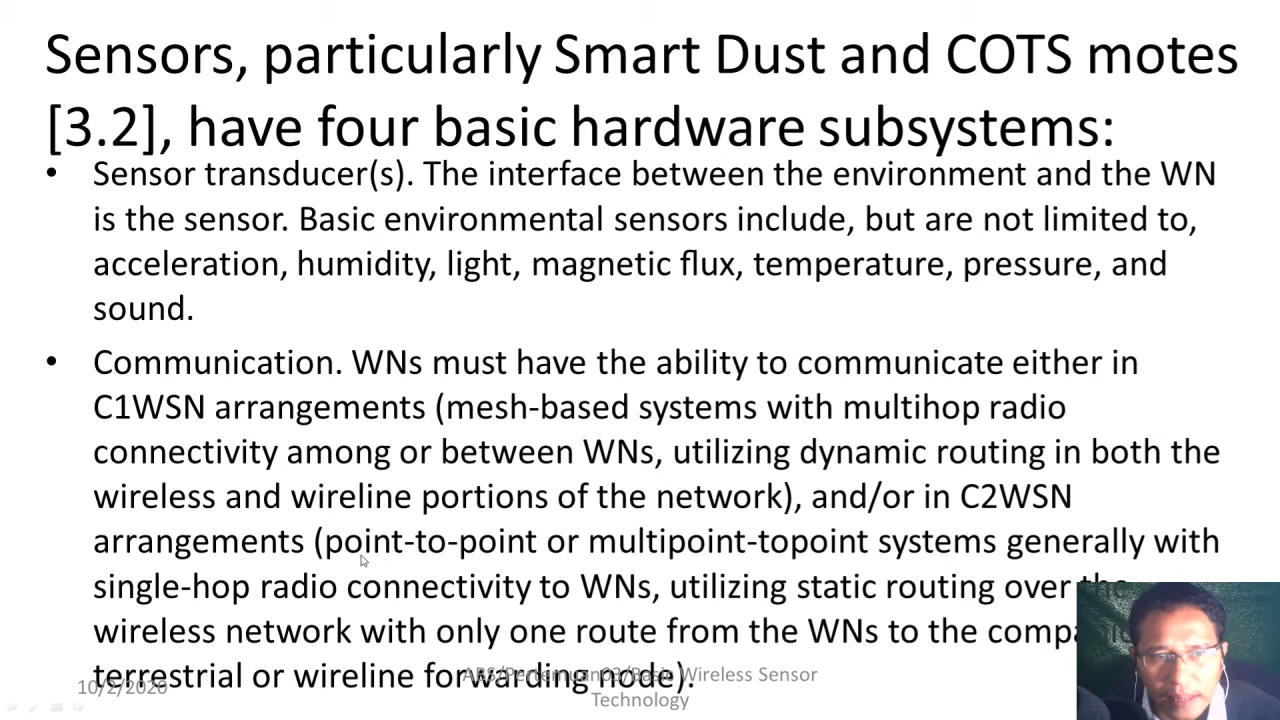 Sensors, particularly Smart Dust and COTS motes
[3.2], have four basic hardware subsystems:
• Sensor transducer(s). The interface between the environment and the WN
is the sensor. Basic environmental sensors include, but are not limited to,
acceleration, humidity, light, magnetic flux, temperature, pressure, and
sound.
• Communication. WNs must have the ability to communicate either in
C1WSN arrangements (mesh-based systems with multihop radio
connectivity among or between WNs, utilizing dynamic routing in both the
wireless and wireline portions of the network), and/or in C2WSN
arrangements (point-to-point or multipoint-topoint systems generally with
single-hop radio connectivity to WNs, utilizing static routing over the
wireless network with only one route from the WNs to the
terrestrial or wireline forwarding node).
10/2/2020
ABS/Pertemuan03/Basic Wireless Sensor
Technology